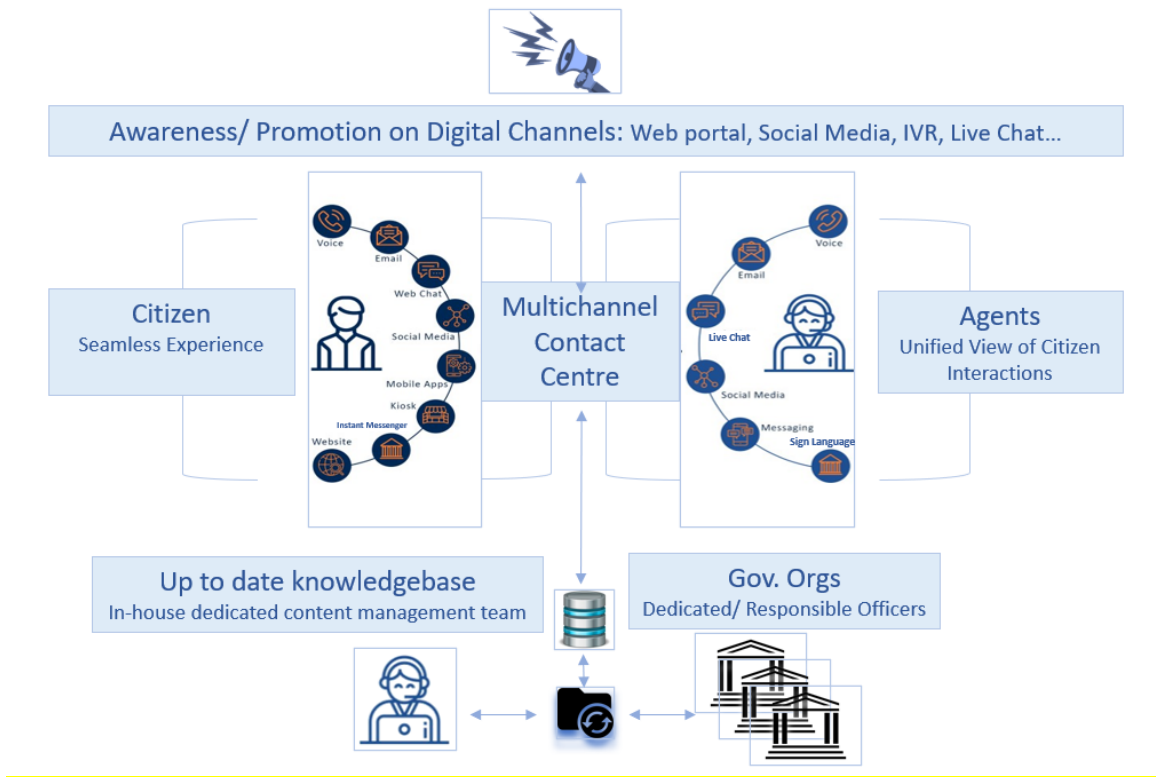 Awareness/ Promotion on Digital Channels: Web portal, Social Media, IVR, Live Chat...
Citizen
Seamless Experience
Voice
Email
Web Chat
Social Media
Mobile Apps
Kiosk
Instant Messenger
Website
Multichannel
Contact
Centre
Voice
Email
Live Chat
Social Media
Messaging
Sign Language
Agents
Unified View of Citizen
Interactions
Up to date knowledgebase
In-house dedicated content management team
Gov. Orgs
Dedicated/ Responsible Officers